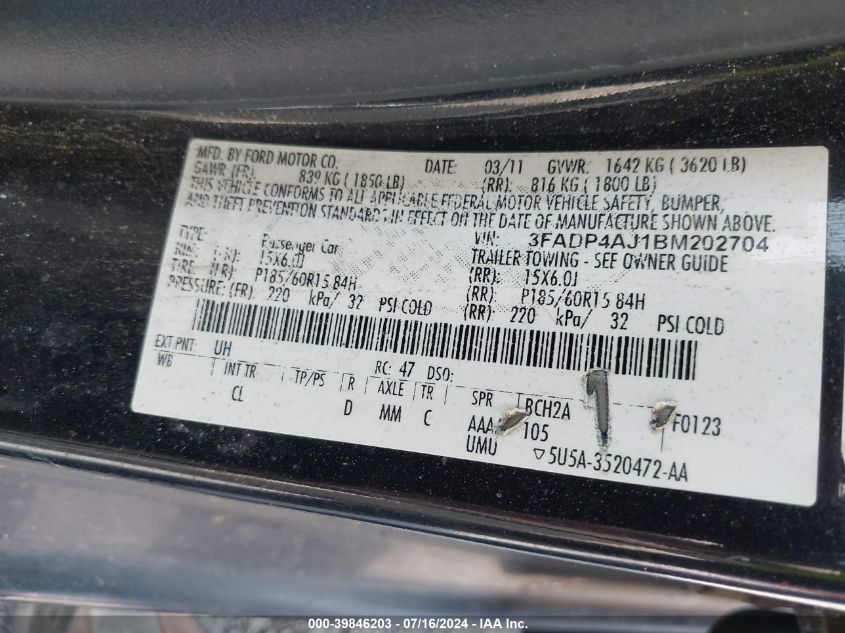 MFD. BY FORD MOTOR CO. DATE: 03/11 GVWR: 1642 KG ( 3620 LB)
GAWR (FR): 839 KG ( 1850 LB) (RR): 816 KG ( 1800 LB)
THIS VEHICLE CONFORMS TO ALL APPLICABLE FEDERAL MOTOR VEHICLE SAFETY, BUMPER,
AND THEFT PREVENTION STANDARDS IN EFFECT ON THE DATE OF MANUFACTURE SHOWN ABOVE.
VIN: 3FADP4AJ1BM202704
TYPE: Passenger Car TRAILER TOWING - SEE OWNER GUIDE
RIM: (FR): 15X6.0J (RR): 15X6.0J
TIRE: (FR): P185/60R15 84H (RR): P185/60R15 84H
PRESSURE: (FR): 220 kPa/ 32 PSI COLD (RR): 220 kPa/ 32 PSI COLD
EXT PNT: UH RC: 47 DSO:
WB INT TR TP/PS R AXLE TR SPR BCH2A F0123
CL D MM C AAA 105
UMU 5U5A-3520472-AA
1
000-39846203 - 07/16/2024 - IAA Inc.